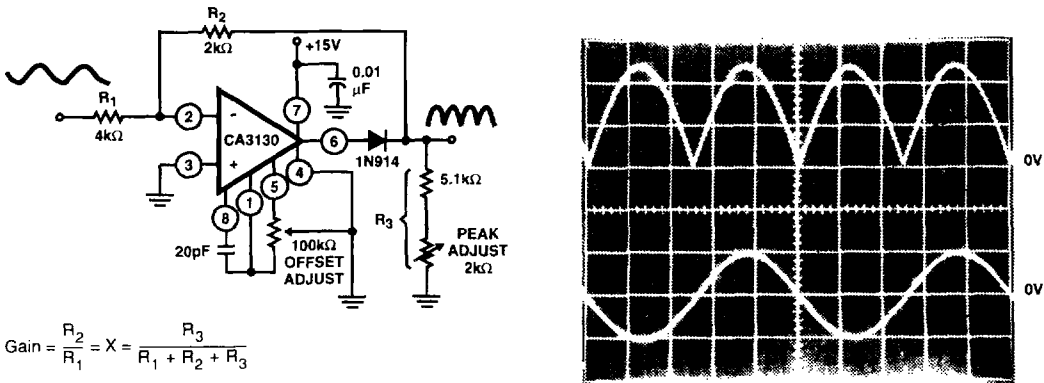 R2
2kΩ
+15V
0.01
μF
R1
4kΩ
2
-
7
CA3130
6
1N914
3
+
4
5
1
8
5.1kΩ
R3
20pF
100kΩ
OFFSET
ADJUST
PEAK
ADJUST
2kΩ
Gain = R2/R1 = X = R3/(R1 + R2 + R3)
0V
0V